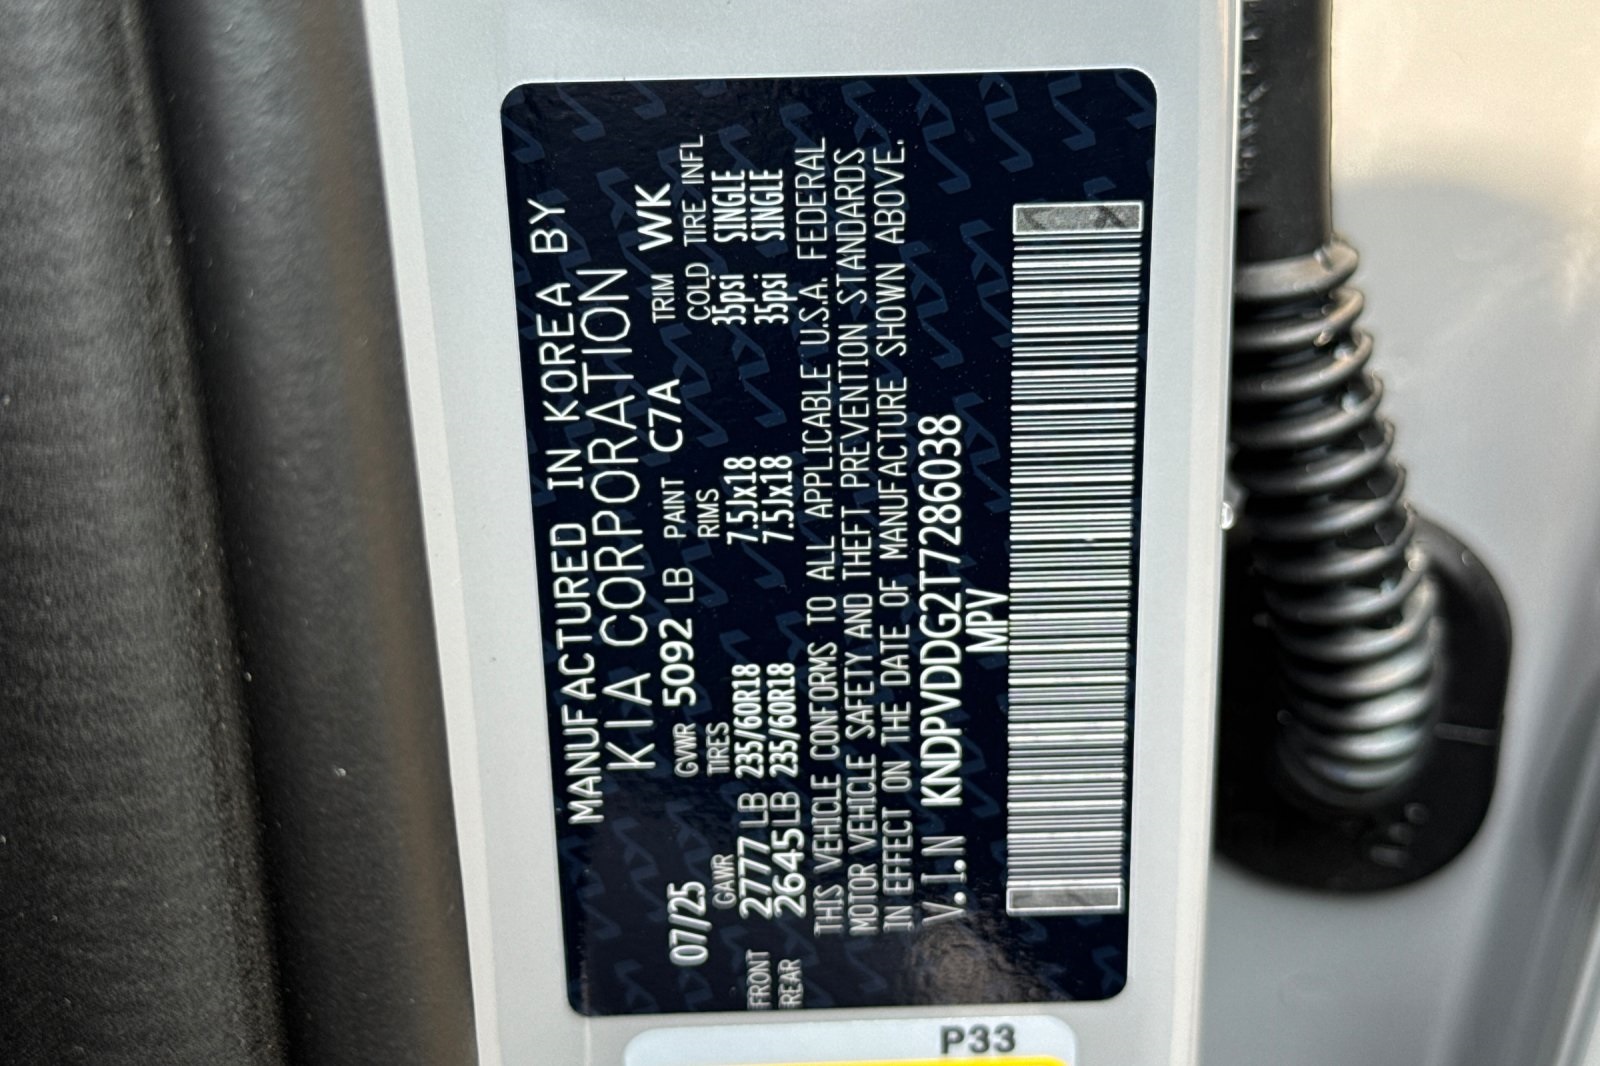 MANUFACTURED IN KOREA BY
KIA CORPORATION
07/25 GVWR 5092 LB PAINT C7A TRIM WK
GAWR TIRES RIMS COLD TIRE INFL
FRONT 2777 LB 235/60R18 7.5Jx18 35psi SINGLE
REAR 2645LB 235/60R18 7.5Jx18 35psi SINGLE
THIS VEHICLE CONFORMS TO ALL APPLICABLE U.S.A. FEDERAL
MOTOR VEHICLE SAFETY AND THEFT PREVENTION STANDARDS
IN EFFECT ON THE DATE OF MANUFACTURE SHOWN ABOVE.
V.I.N KNDPVDDG2T7286038
MPV
P33